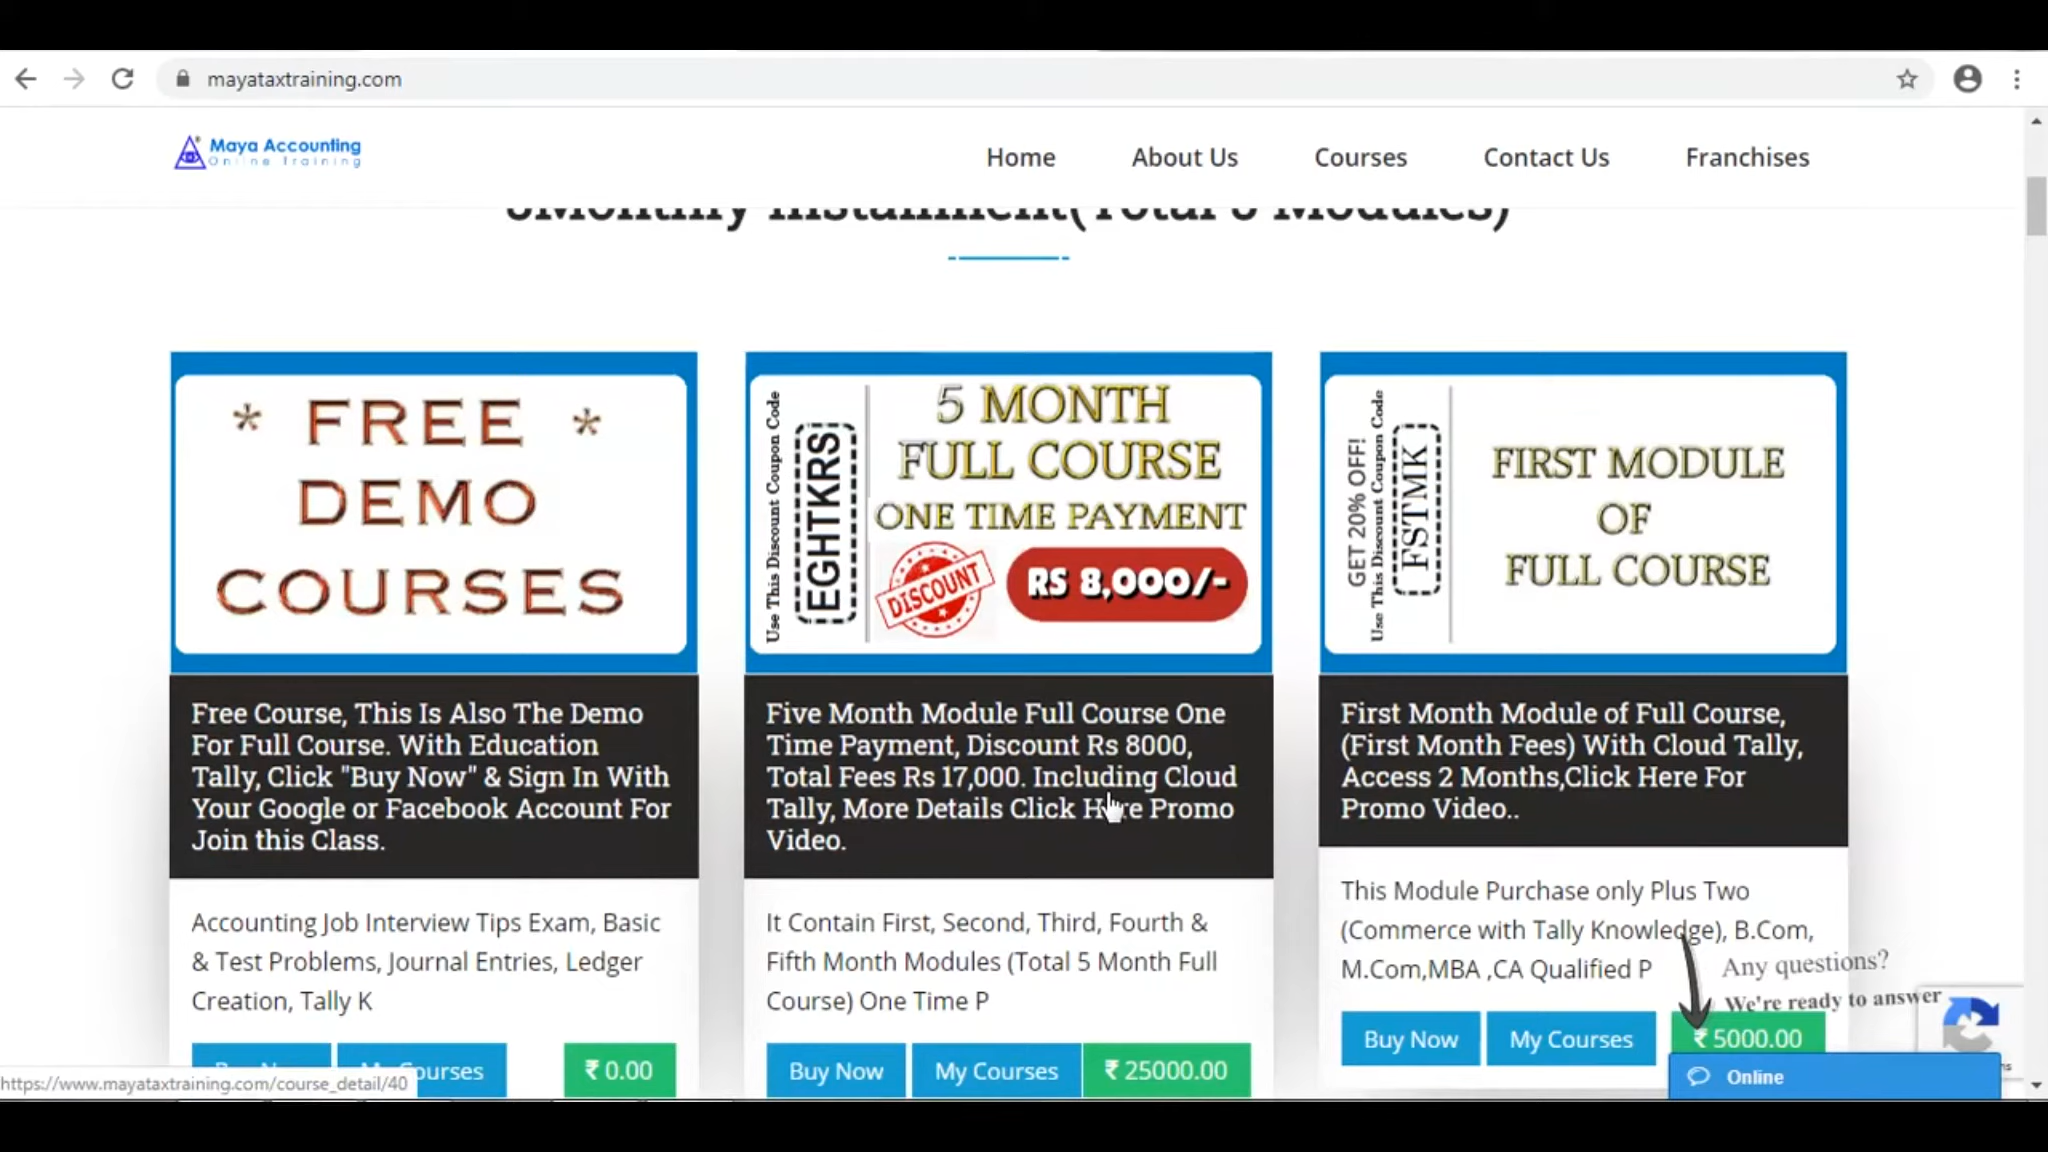 mayataxtraining.com
Maya Accounting
Online Training
Home
About Us
Courses
Contact Us
Franchises
Monthly Installment(Total Modules)
* FREE *
DEMO
COURSES
Use This Discount Coupon Code
EGHTKRS
5 MONTH
FULL COURSE
ONE TIME PAYMENT
DISCOUNT
RS 8,000/-
GET 20% OFF!
Use This Discount Coupon Code
FSTMK
FIRST MODULE
OF
FULL COURSE
Free Course, This Is Also The Demo
For Full Course. With Education
Tally, Click "Buy Now" & Sign In With
Your Google or Facebook Account For
Join this Class.
Five Month Module Full Course One
Time Payment, Discount Rs 8000,
Total Fees Rs 17,000. Including Cloud
Tally, More Details Click Here Promo
Video.
First Month Module of Full Course,
(First Month Fees) With Cloud Tally,
Access 2 Months,Click Here For
Promo Video..
Accounting Job Interview Tips Exam, Basic
& Test Problems, Journal Entries, Ledger
Creation, Tally K
It Contain First, Second, Third, Fourth &
Fifth Month Modules (Total 5 Month Full
Course) One Time P
This Module Purchase only Plus Two
(Commerce with Tally Knowledge), B.Com,
M.Com,MBA ,CA Qualified P
Any questions?
We're ready to answer
Buy Now
My Courses
₹ 0.00
Buy Now
My Courses
₹ 25000.00
Buy Now
My Courses
₹ 5000.00
Online
https://www.mayataxtraining.com/course_detail/40